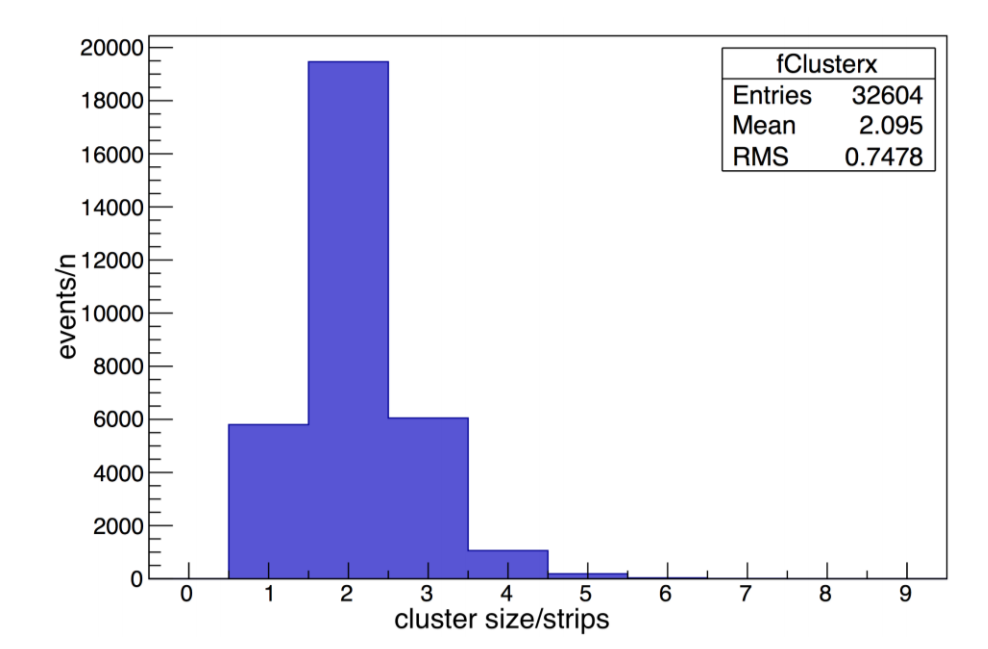 fClusterx
Entries 32604
Mean 2.095
RMS 0.7478
events/n
20000
18000
16000
14000
12000
10000
8000
6000
4000
2000
0
0 1 2 3 4 5 6 7 8 9
cluster size/strips